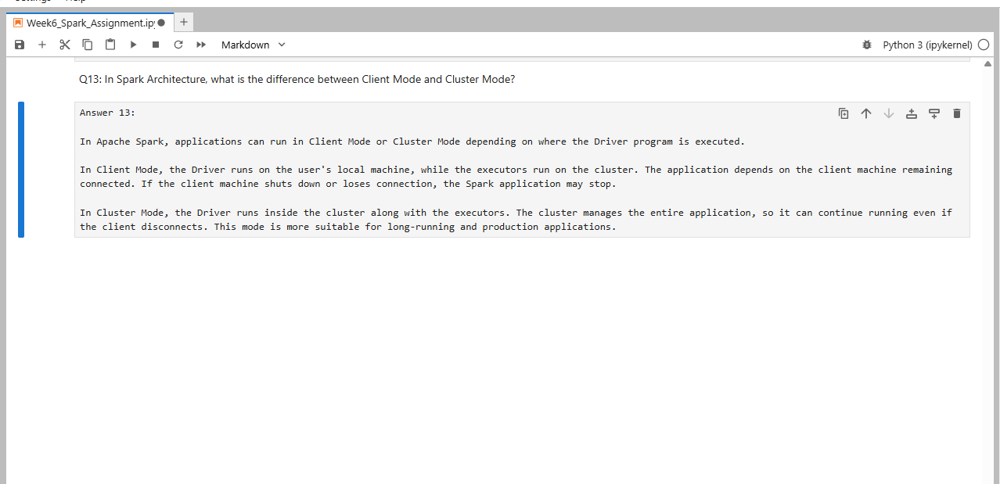 Settings Help
Week6_Spark_Assignment.ip
Markdown
Python 3 (ipykernel)
Q13: In Spark Architecture, what is the difference between Client Mode and Cluster Mode?
Answer 13:
In Apache Spark, applications can run in Client Mode or Cluster Mode depending on where the Driver program is executed.
In Client Mode, the Driver runs on the user's local machine, while the executors run on the cluster. The application depends on the client machine remaining
connected. If the client machine shuts down or loses connection, the Spark application may stop.
In Cluster Mode, the Driver runs inside the cluster along with the executors. The cluster manages the entire application, so it can continue running even if
the client disconnects. This mode is more suitable for long-running and production applications.